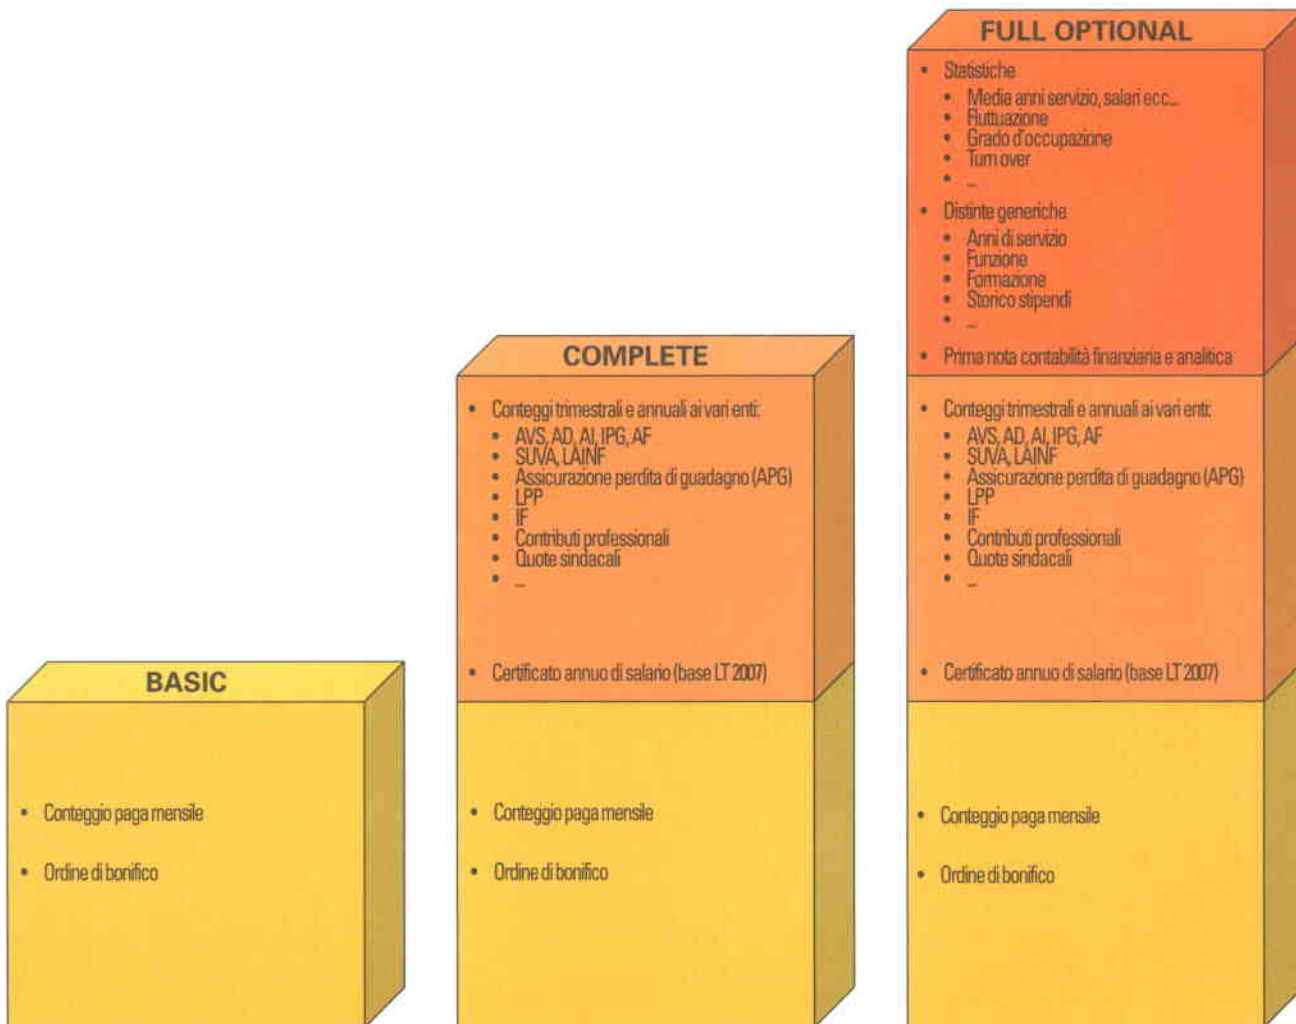 BASIC
• Conteggio paga mensile
• Ordine di bonifico
COMPLETE
• Conteggi trimestrali e annuali ai vari enti:
• AVS, AD, AI, IPG, AF
• SUVA, LAINF
• Assicurazione perdita di guadagno (APG)
• LPP
• IF
• Contributi professionali
• Quote sindacali
• ...
• Certificato annuo di salario (base LT 2007)
• Conteggio paga mensile
• Ordine di bonifico
FULL OPTIONAL
• Statistiche
• Media anni servizio, salari ecc...
• Fluttuazione
• Grado d'occupazione
• Turn over
• ...
• Distinte generiche
• Anni di servizio
• Funzione
• Formazione
• Storico stipendi
• ...
• Prima nota contabilità finanziaria e analitica
• Conteggi trimestrali e annuali ai vari enti:
• AVS, AD, AI, IPG, AF
• SUVA, LAINF
• Assicurazione perdita di guadagno (APG)
• LPP
• IF
• Contributi professionali
• Quote sindacali
• ...
• Certificato annuo di salario (base LT 2007)
• Conteggio paga mensile
• Ordine di bonifico